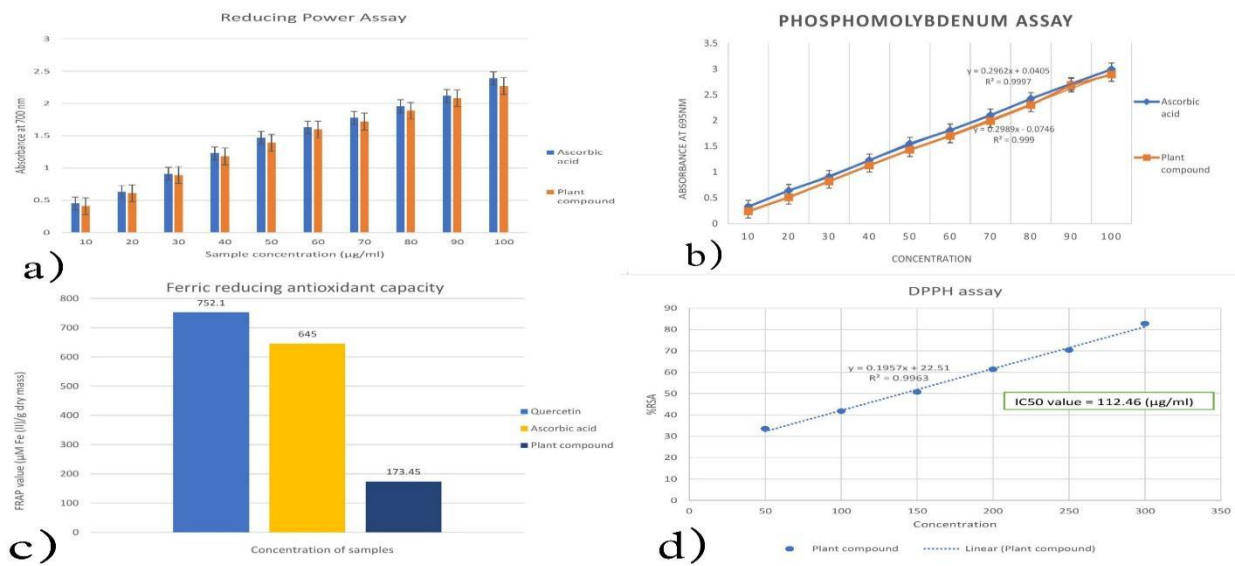 Reducing Power Assay
3
2.5
2
1.5
1
0.5
0
Absorbance at 700 nm
10 20 30 40 50 60 70 80 90 100
Sample concentration (µg/ml)
Ascorbic
acid
Plant
compound
a)
PHOSPHOMOLYBDENUM ASSAY
3.5
3
2.5
2
1.5
1
0.5
0
ABSORBANCE AT 695NM
y = 0.2962x + 0.0405
R² = 0.9997
y = 0.2989x - 0.0746
R² = 0.999
10 20 30 40 50 60 70 80 90 100
CONCENTRATION
Ascorbic
acid
Plant
compound
b)
Ferric reducing antioxidant capacity
800
700
600
500
400
300
200
100
0
FRAP value (µM Fe (II)/g dry mass)
752.1
645
173.45
Concentration of samples
Quercetin
Ascorbic acid
Plant compound
c)
DPPH assay
90
80
70
60
50
40
30
20
10
0
%RSA
y = 0.1957x + 22.51
R² = 0.9963
IC50 value = 112.46 (µg/ml)
0 50 100 150 200 250 300 350
Concentration
Plant compound
Linear (Plant compound)
d)